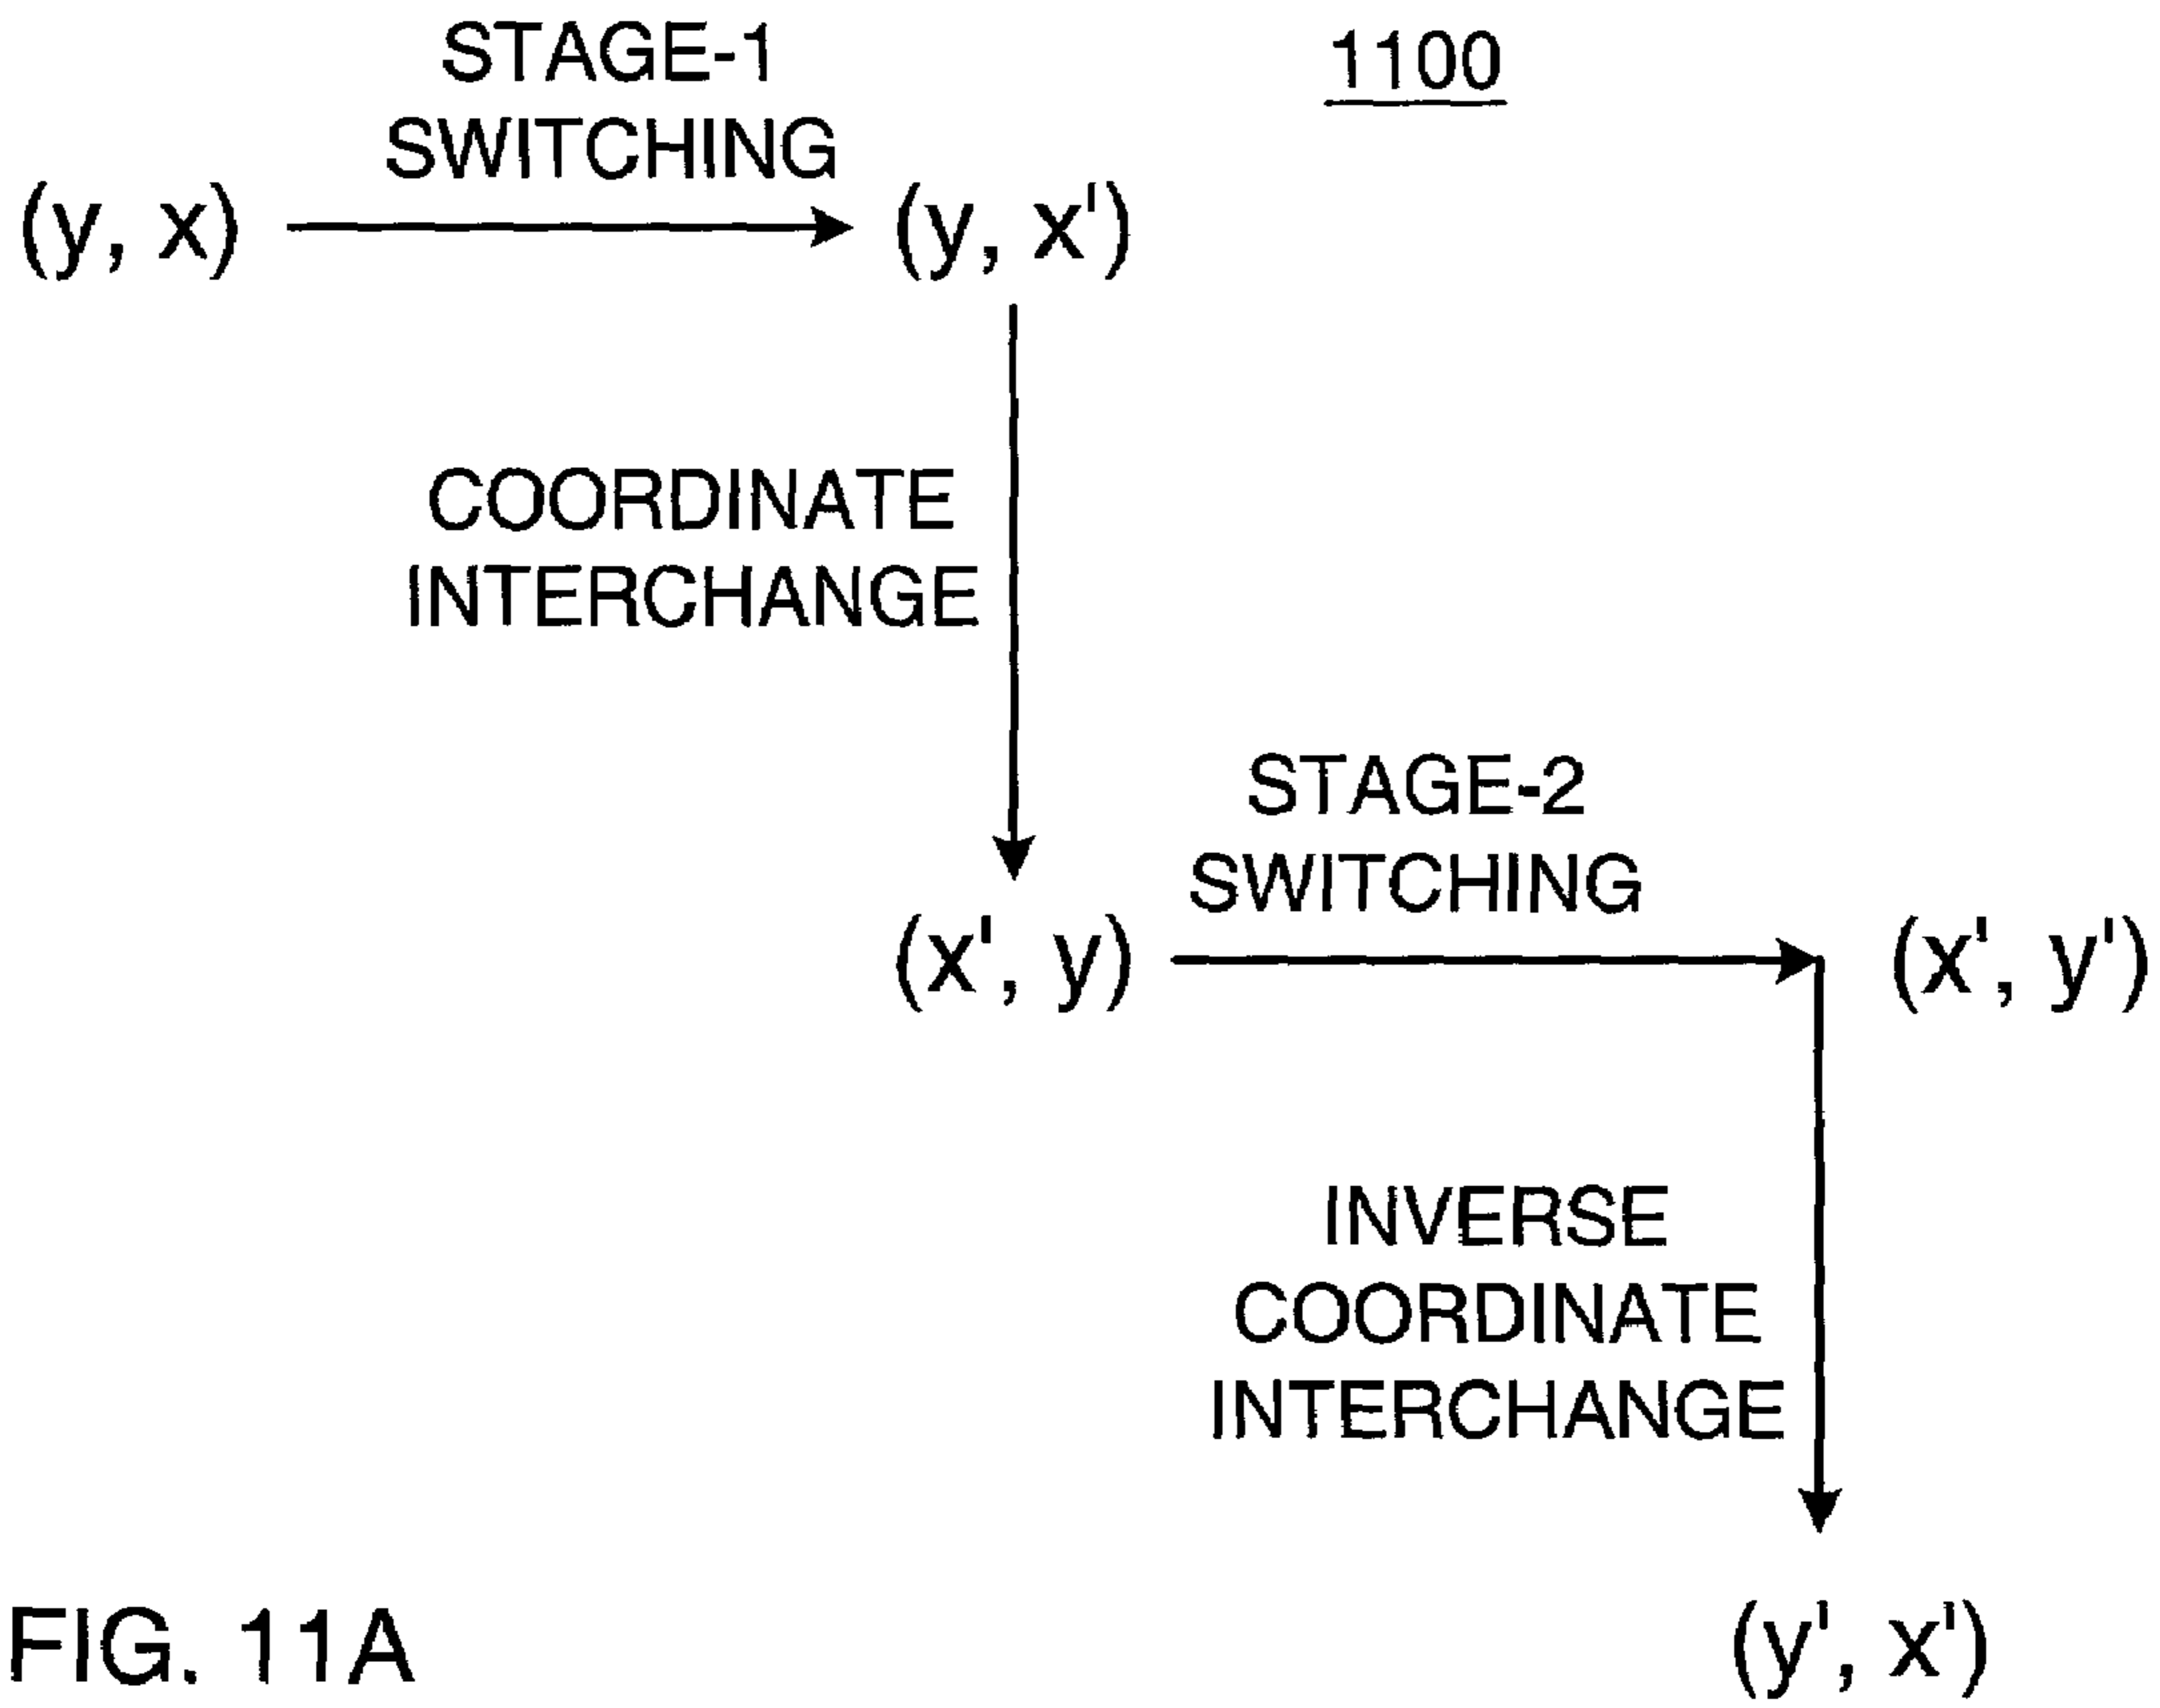 STAGE-1
SWITCHING
1100
(y, x)
(y, x')
COORDINATE
INTERCHANGE
STAGE-2
SWITCHING
(x', y)
(x', y')
INVERSE
COORDINATE
INTERCHANGE
(y', x')
FIG. 11A